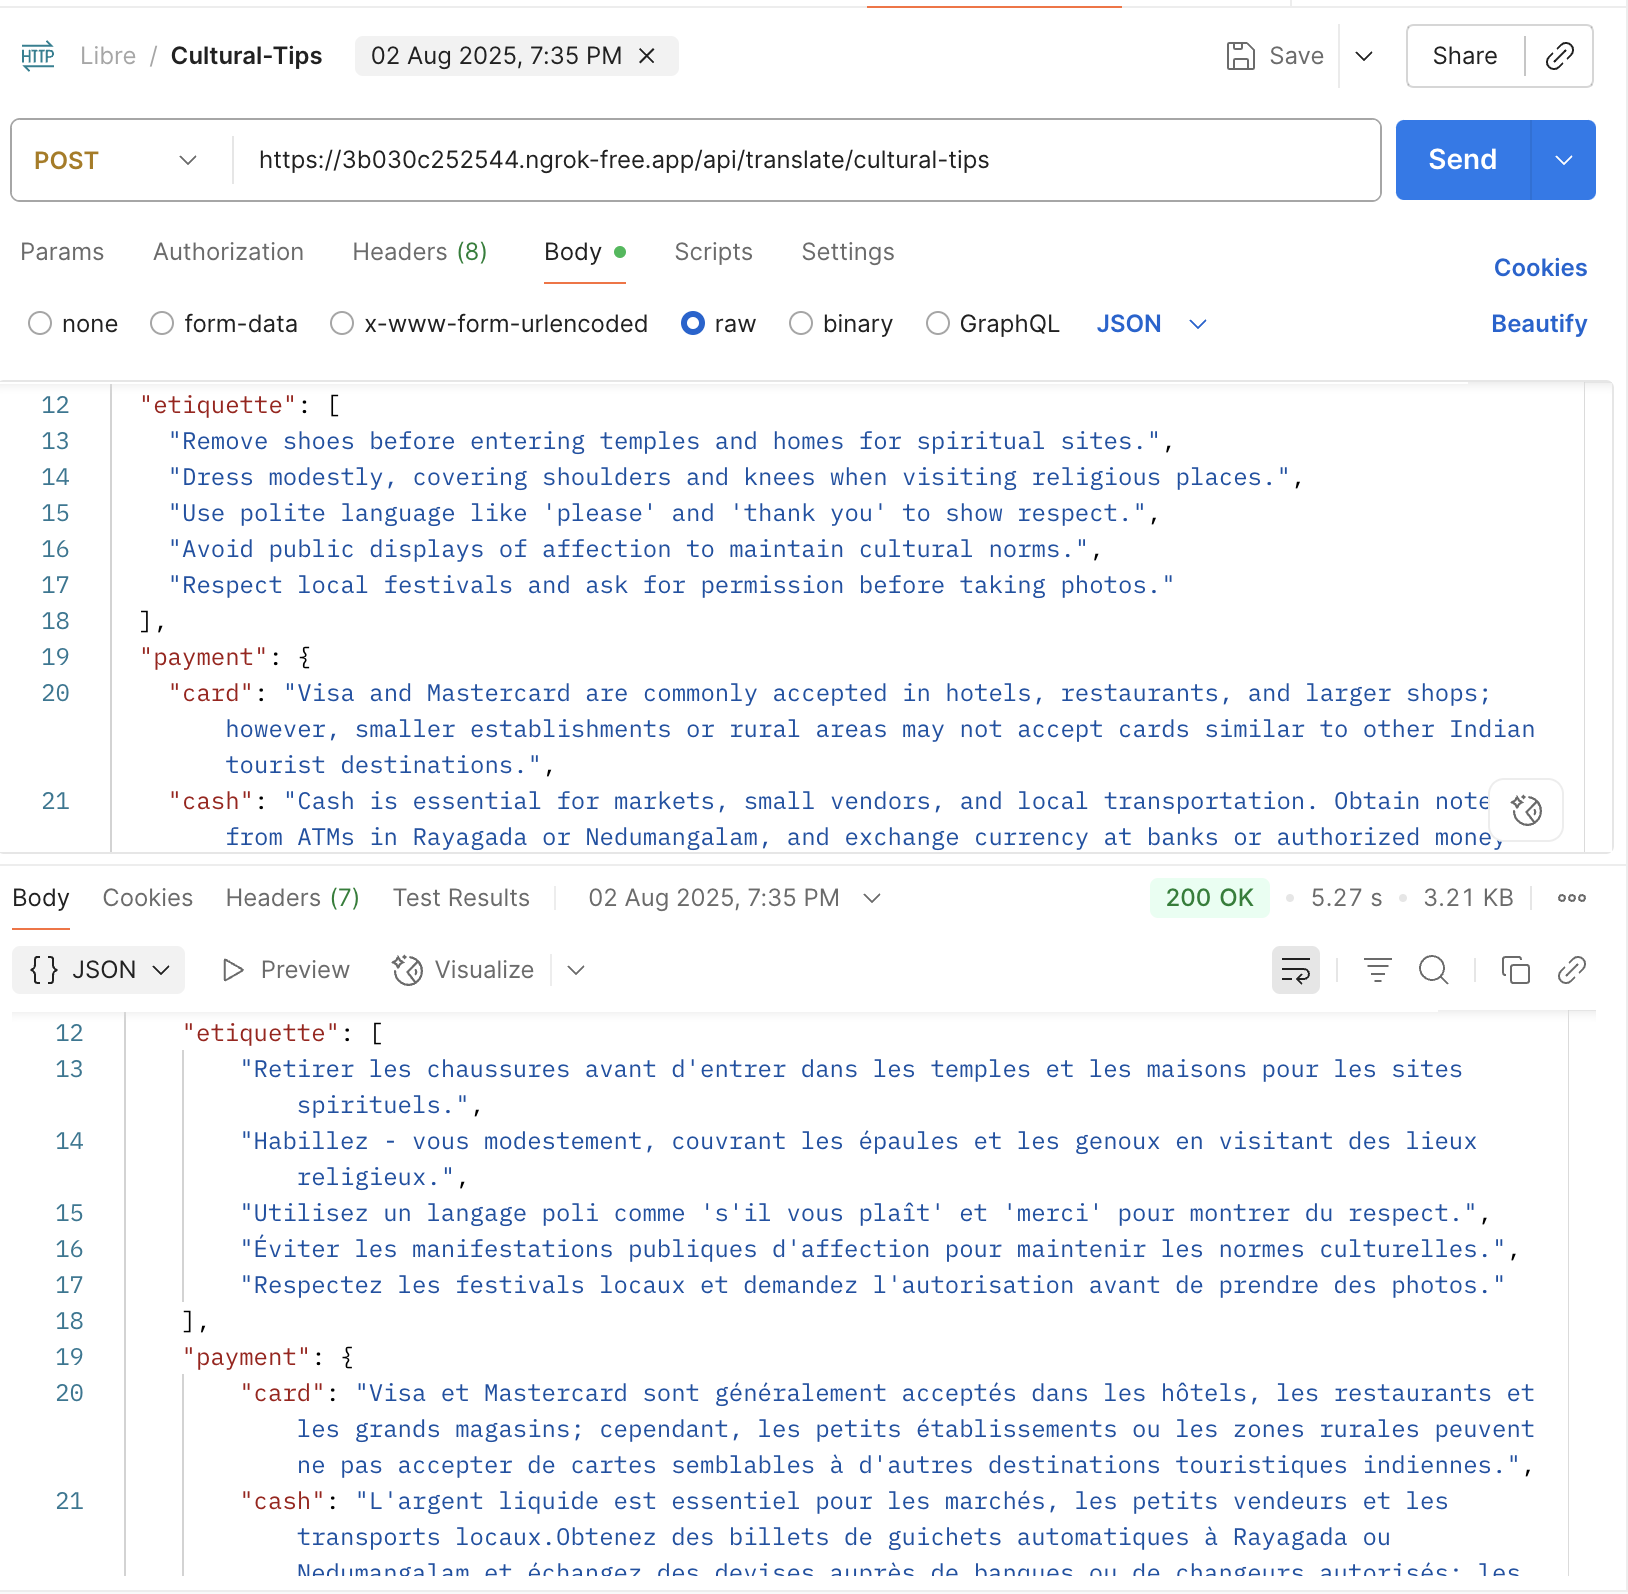 HTTP Libre / Cultural-Tips 02 Aug 2025, 7:35 PM Save Share
POST https://3b030c252544.ngrok-free.app/api/translate/cultural-tips Send
Params Authorization Headers (8) Body Scripts Settings Cookies
none form-data x-www-form-urlencoded raw binary GraphQL JSON Beautify
12 "etiquette": [
13 "Remove shoes before entering temples and homes for spiritual sites.",
14 "Dress modestly, covering shoulders and knees when visiting religious places.",
15 "Use polite language like 'please' and 'thank you' to show respect.",
16 "Avoid public displays of affection to maintain cultural norms.",
17 "Respect local festivals and ask for permission before taking photos."
18 ],
19 "payment": {
20 "card": "Visa and Mastercard are commonly accepted in hotels, restaurants, and larger shops;
however, smaller establishments or rural areas may not accept cards similar to other Indian
tourist destinations.",
21 "cash": "Cash is essential for markets, small vendors, and local transportation. Obtain note
from ATMs in Rayagada or Nedumangalam, and exchange currency at banks or authorized money
Body Cookies Headers (7) Test Results 02 Aug 2025, 7:35 PM 200 OK • 5.27 s • 3.21 KB
{} JSON Preview Visualize
12 "etiquette": [
13 "Retirer les chaussures avant d'entrer dans les temples et les maisons pour les sites
spirituels.",
14 "Habillez - vous modestement, couvrant les épaules et les genoux en visitant des lieux
religieux.",
15 "Utilisez un langage poli comme 's'il vous plaît' et 'merci' pour montrer du respect.",
16 "Éviter les manifestations publiques d'affection pour maintenir les normes culturelles.",
17 "Respectez les festivals locaux et demandez l'autorisation avant de prendre des photos."
18 ],
19 "payment": {
20 "card": "Visa et Mastercard sont généralement acceptés dans les hôtels, les restaurants et
les grands magasins; cependant, les petits établissements ou les zones rurales peuvent
ne pas accepter de cartes semblables à d'autres destinations touristiques indiennes.",
21 "cash": "L'argent liquide est essentiel pour les marchés, les petits vendeurs et les
transports locaux.Obtenez des billets de guichets automatiques à Rayagada ou
Nedumangalam et échangez des devises auprès de banques ou de changeurs autorisés; les